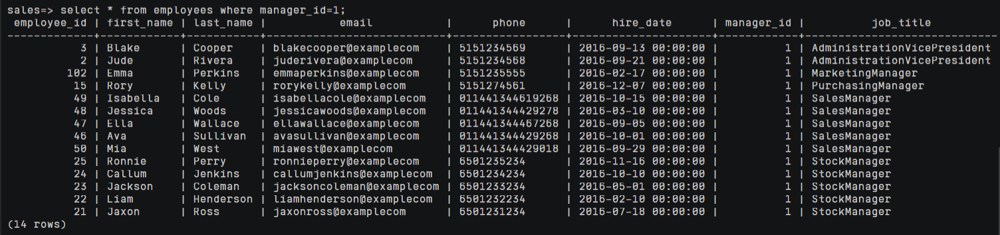 sales=> select * from employees where manager_id=1;
 employee_id | first_name | last_name |           email           |      phone      |      hire_date      | manager_id |          job_title
-------------+------------+-----------+---------------------------+-----------------+---------------------+------------+-----------------------------
           3 | Blake      | Cooper    | blakecooper@examplecom    | 5151234569      | 2016-09-13 00:00:00 |          1 | AdministrationVicePresident
           2 | Jude       | Rivera    | juderivera@examplecom     | 5151234568      | 2016-09-21 00:00:00 |          1 | AdministrationVicePresident
         102 | Emma       | Perkins   | emmaperkins@examplecom    | 5151235555      | 2016-02-17 00:00:00 |          1 | MarketingManager
          15 | Rory       | Kelly     | rorykelly@examplecom      | 5151274561      | 2016-12-07 00:00:00 |          1 | PurchasingManager
          49 | Isabella   | Cole      | isabellacole@examplecom   | 011441344619268 | 2016-10-15 00:00:00 |          1 | SalesManager
          48 | Jessica    | Woods     | jessicawoods@examplecom   | 011441344429278 | 2016-03-10 00:00:00 |          1 | SalesManager
          47 | Ella       | Wallace   | ellawallace@examplecom    | 011441344467268 | 2016-09-05 00:00:00 |          1 | SalesManager
          46 | Ava        | Sullivan  | avasullivan@examplecom    | 011441344429268 | 2016-10-01 00:00:00 |          1 | SalesManager
          50 | Mia        | West      | miawest@examplecom        | 011441344429018 | 2016-09-29 00:00:00 |          1 | SalesManager
          25 | Ronnie     | Perry     | ronnieperry@examplecom    | 6501235234      | 2016-11-16 00:00:00 |          1 | StockManager
          24 | Callum     | Jenkins   | callumjenkins@examplecom  | 6501234234      | 2016-10-10 00:00:00 |          1 | StockManager
          23 | Jackson    | Coleman   | jacksoncoleman@examplecom | 6501233234      | 2016-05-01 00:00:00 |          1 | StockManager
          22 | Liam       | Henderson | liamhenderson@examplecom  | 6501232234      | 2016-02-10 00:00:00 |          1 | StockManager
          21 | Jaxon      | Ross      | jaxonross@examplecom      | 6501231234      | 2016-07-18 00:00:00 |          1 | StockManager
(14 rows)